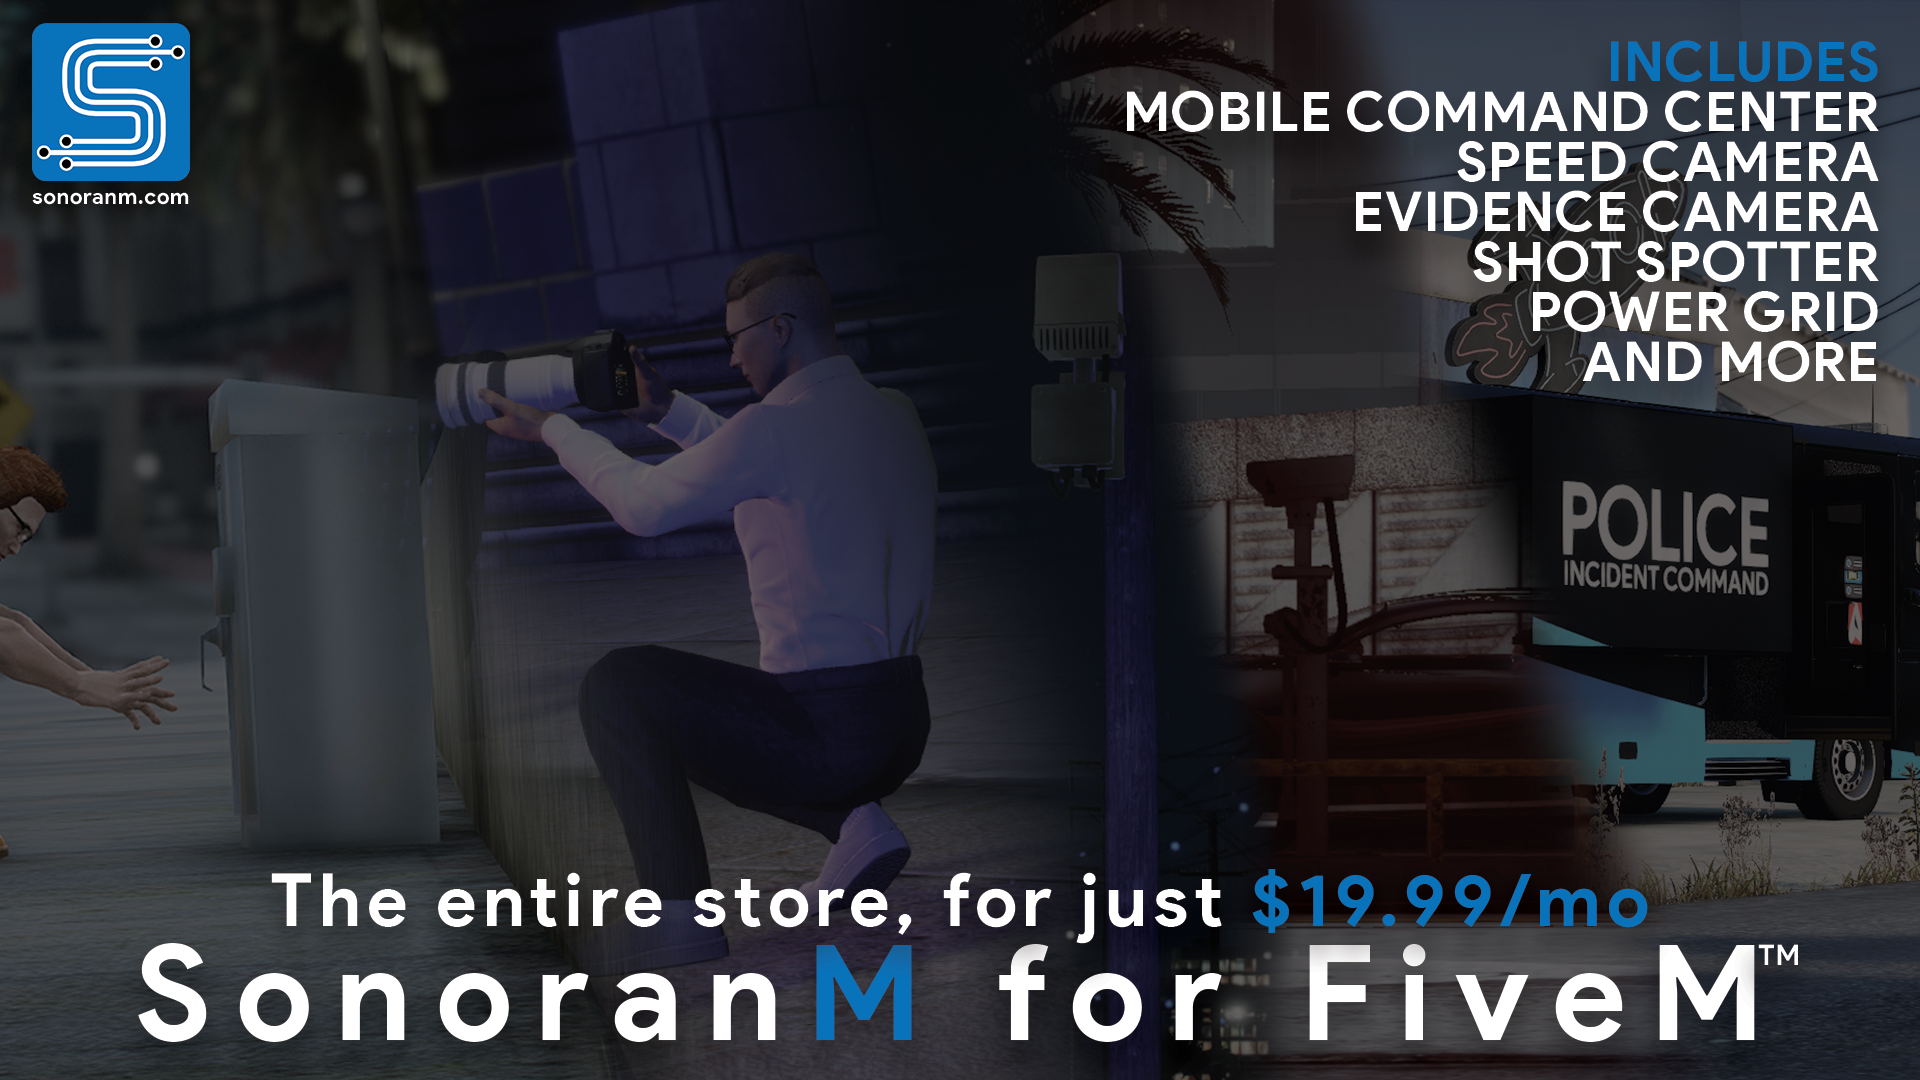 sonoranm.com
INCLUDES
MOBILE COMMAND CENTER
SPEED CAMERA
EVIDENCE CAMERA
SHOT SPOTTER
POWER GRID
AND MORE
POLICE
INCIDENT COMMAND
The entire store, for just $19.99/mo
SonoranM for FiveM™